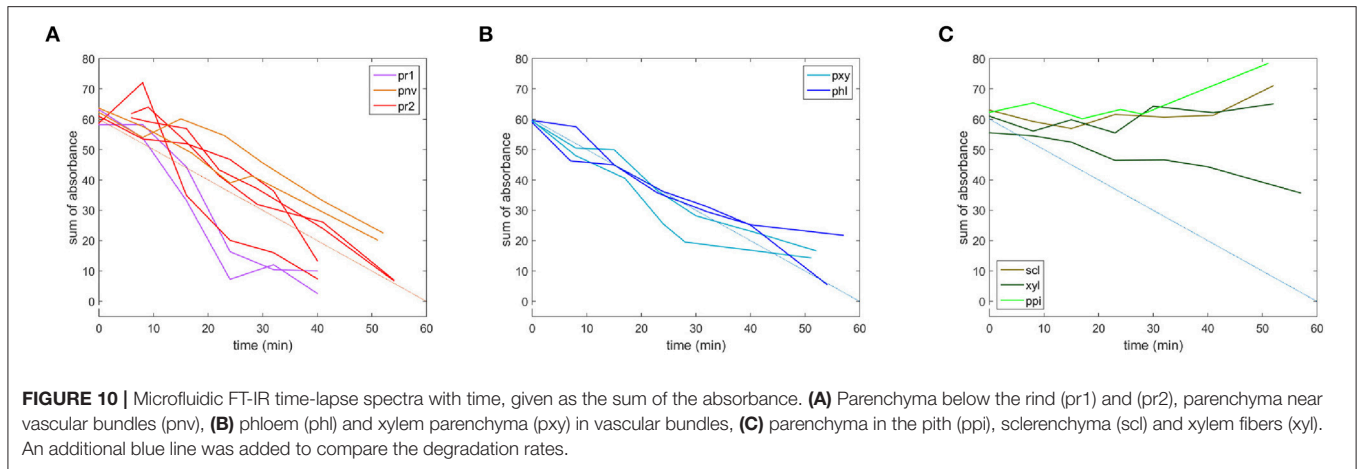 A
80
70
60
50
40
30
20
10
0
sum of absorbance
0 10 20 30 40 50 60
time (min)
pr1
pnv
pr2
B
80
70
60
50
40
30
20
10
0
sum of absorbance
0 10 20 30 40 50 60
time (min)
pxy
phl
C
80
70
60
50
40
30
20
10
0
sum of absorbance
0 10 20 30 40 50 60
time (min)
scl
xyl
ppi
FIGURE 10 | Microfluidic FT-IR time-lapse spectra with time, given as the sum of the absorbance. (A) Parenchyma below the rind (pr1) and (pr2), parenchyma near
vascular bundles (pnv), (B) phloem (phl) and xylem parenchyma (pxy) in vascular bundles, (C) parenchyma in the pith (ppi), sclerenchyma (scl) and xylem fibers (xyl).
An additional blue line was added to compare the degradation rates.